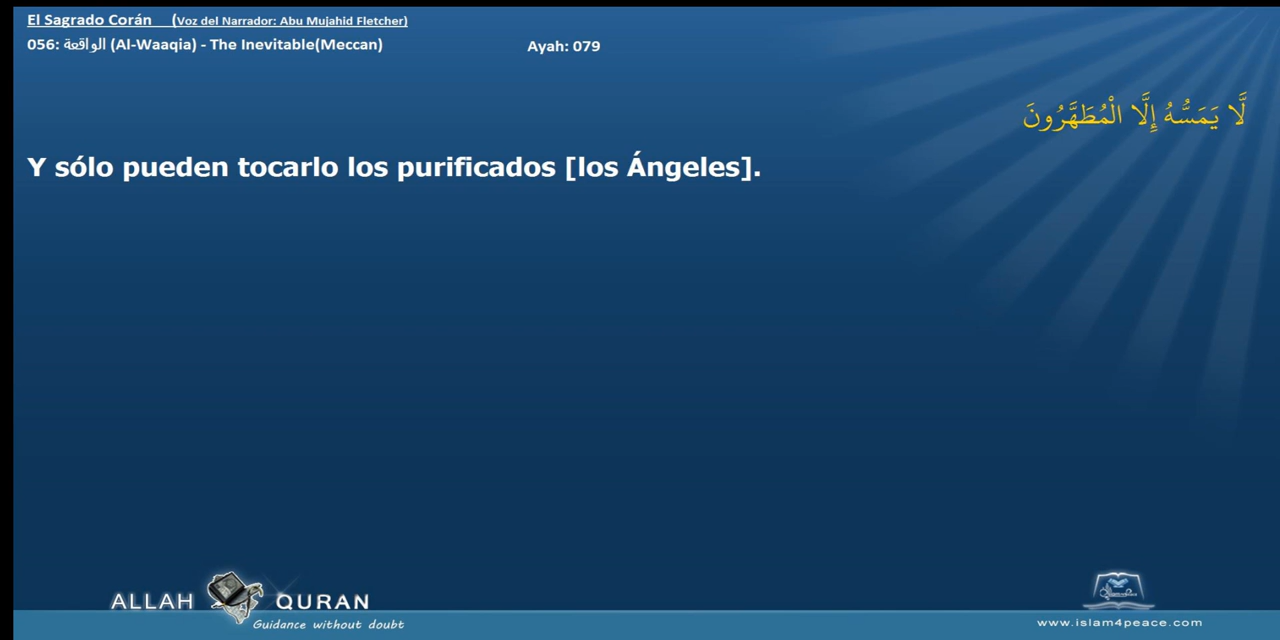 El Sagrado Corán (Voz del Narrador: Abu Mujahid Fletcher)
056: الواقعة (Al-Waaqia) - The Inevitable(Meccan) Ayah: 079
لَّا يَمَسُّهُ إِلَّا الْمُطَهَّرُونَ
Y sólo pueden tocarlo los purificados [los Ángeles].
ALLAH QURAN
Guidance without doubt
www.islam4peace.com